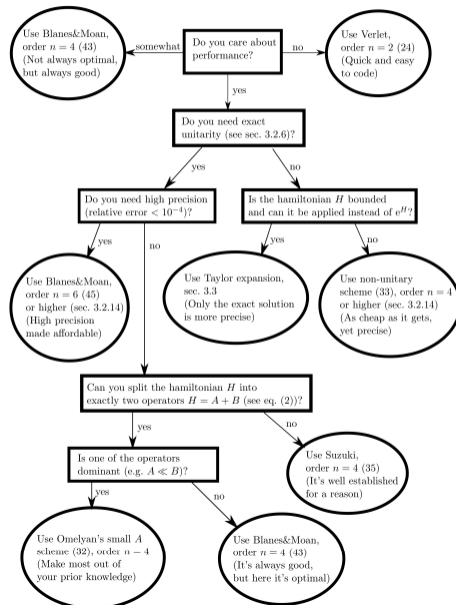 Use Blanes&Moan,
order n = 4 (43)
(Not always optimal,
but always good)
somewhat
Do you care about
performance?
no
Use Verlet,
order n = 2 (24)
(Quick and easy
to code)
yes
Do you need exact
unitarity (see sec. 3.2.6)?
yes
no
Do you need high precision
(relative error < 10⁻⁴)?
Is the hamiltonian H bounded
and can it be applied instead of eᴴ?
yes
no
yes
no
Use Blanes&Moan,
order n = 6 (45)
or higher (sec. 3.2.14)
(High precision
made affordable)
Use Taylor expansion,
sec. 3.3
(Only the exact solution
is more precise)
Use non-unitary
scheme (33), order n = 4
or higher (sec. 3.2.14)
(As cheap as it gets,
yet precise)
Can you split the hamiltonian H into
exactly two operators H = A + B (see eq. (2))?
yes
no
Is one of the operators
dominant (e.g. A ≪ B)?
Use Suzuki,
order n = 4 (35)
(It's well established
for a reason)
yes
no
Use Omelyan's small A
scheme (32), order n − 4
(Make most out
of your prior knowledge)
Use Blanes&Moan,
order n = 4 (43)
(It's always good,
but here it's optimal)